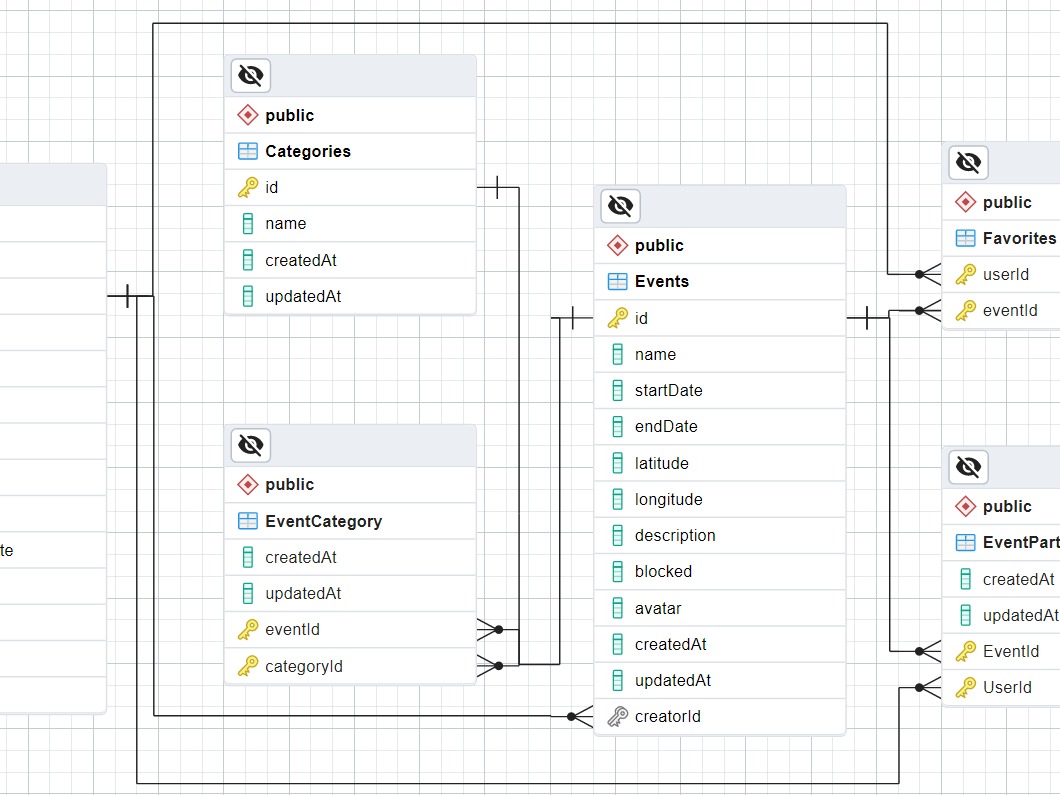 te
public
Categories
id
name
createdAt
updatedAt
public
EventCategory
createdAt
updatedAt
eventId
categoryId
public
Events
id
name
startDate
endDate
latitude
longitude
description
blocked
avatar
createdAt
updatedAt
creatorId
public
Favorites
userId
eventId
public
EventPart
createdAt
updatedAt
EventId
UserId